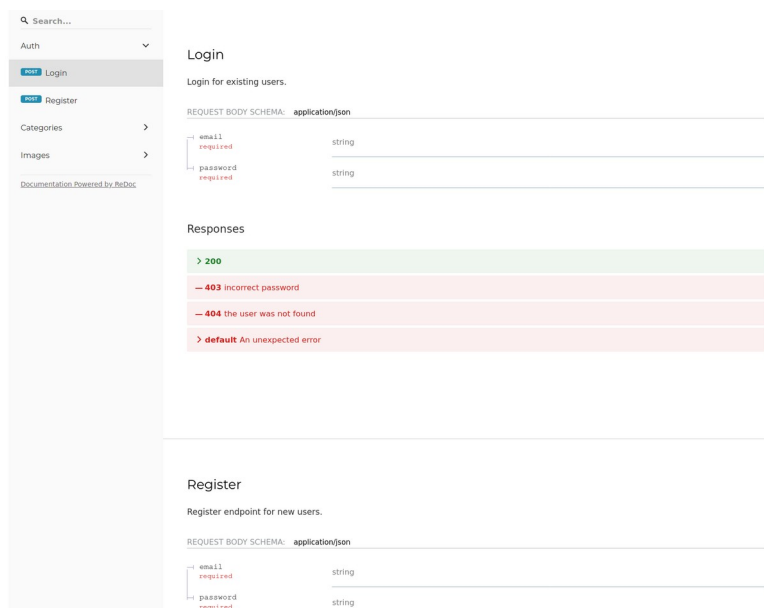 Search...
Auth
POST Login
POST Register
Categories
Images
Documentation Powered by ReDoc
Login
Login for existing users.
REQUEST BODY SCHEMA: application/json
email string
required
password string
required
Responses
200
403 incorrect password
404 the user was not found
default An unexpected error
Register
Register endpoint for new users.
REQUEST BODY SCHEMA: application/json
email string
required
password string
required